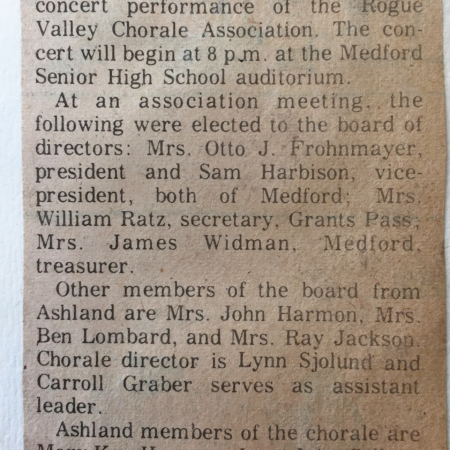 concert performance of the Rogue
Valley Chorale Association. The con-
cert will begin at 8 p.m. at the Medford
Senior High School auditorium.
At an association meeting, the
following were elected to the board of
directors: Mrs. Otto J. Frohnmayer,
president and Sam Harbison, vice-
president, both of Medford; Mrs.
William Ratz, secretary, Grants Pass;
Mrs. James Widman, Medford,
treasurer.
Other members of the board from
Ashland are Mrs. John Harmon, Mrs.
Ben Lombard, and Mrs. Ray Jackson.
Chorale director is Lynn Sjolund and
Carroll Graber serves as assistant
leader.
Ashland members of the chorale are